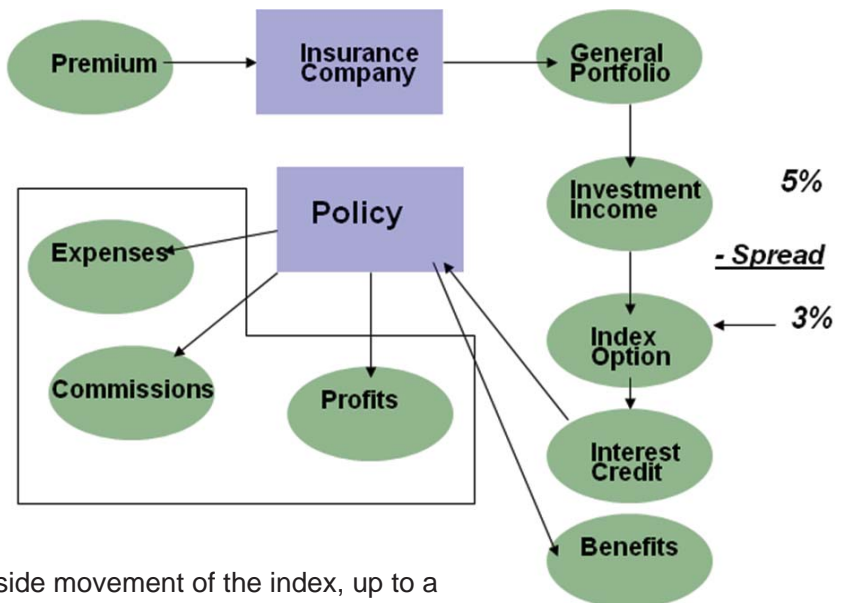 Premium
Insurance
Company
General
Portfolio
Investment
Income
5%
- Spread
3%
Index
Option
Interest
Credit
Benefits
Policy
Expenses
Commissions
Profits
side movement of the index, up to a